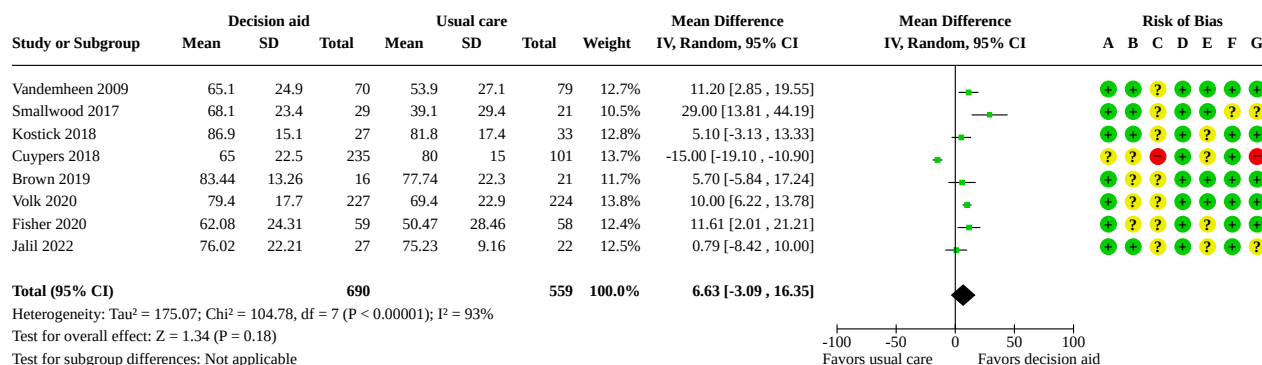 Decision aid Usual care Mean Difference Mean Difference Risk of Bias
Study or Subgroup Mean SD Total Mean SD Total Weight IV, Random, 95% CI IV, Random, 95% CI A B C D E F G
Vandemheen 2009 65.1 24.9 70 53.9 27.1 79 12.7% 11.20 [2.85 , 19.55] + + ? + + + +
Smallwood 2017 68.1 23.4 29 39.1 29.4 21 10.5% 29.00 [13.81 , 44.19] + + ? + + ? ?
Kostick 2018 86.9 15.1 27 81.8 17.4 33 12.8% 5.10 [-3.13 , 13.33] + + ? + ? + +
Cuypers 2018 65 22.5 235 80 15 101 13.7% -15.00 [-19.10 , -10.90] ? ? − + ? + −
Brown 2019 83.44 13.26 16 77.74 22.3 21 11.7% 5.70 [-5.84 , 17.24] + ? ? + + + +
Volk 2020 79.4 17.7 227 69.4 22.9 224 13.8% 10.00 [6.22 , 13.78] + ? ? + + + +
Fisher 2020 62.08 24.31 59 50.47 28.46 58 12.4% 11.61 [2.01 , 21.21] + ? ? + ? + +
Jalil 2022 76.02 22.21 27 75.23 9.16 22 12.5% 0.79 [-8.42 , 10.00] + + ? + ? + ?
Total (95% CI) 690 559 100.0% 6.63 [-3.09 , 16.35]
Heterogeneity: Tau² = 175.07; Chi² = 104.78, df = 7 (P < 0.00001); I² = 93%
Test for overall effect: Z = 1.34 (P = 0.18)
-100 -50 0 50 100
Test for subgroup differences: Not applicable Favors usual care Favors decision aid